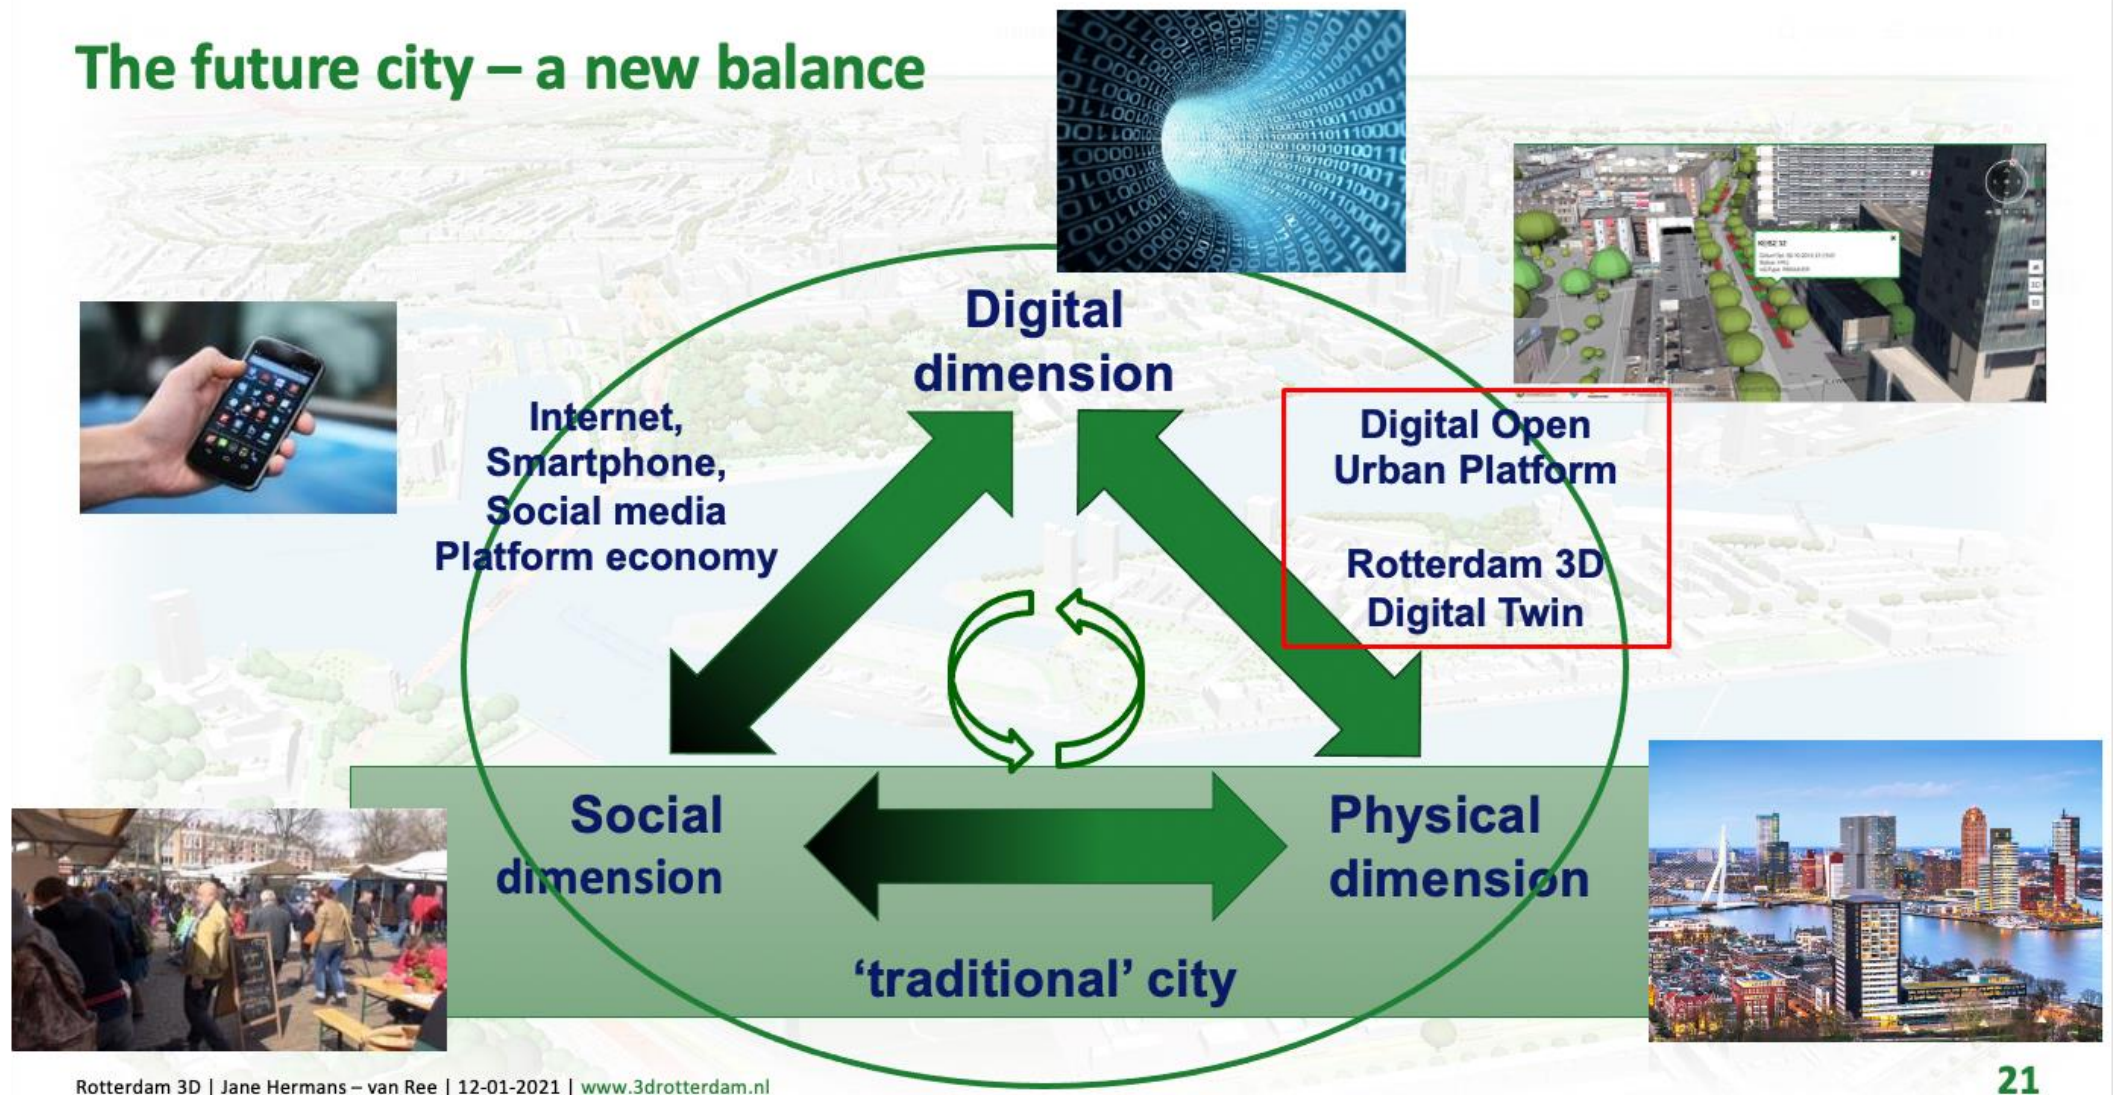 The future city – a new balance
Digital
dimension
Internet,
Smartphone,
Social media
Platform economy
Digital Open
Urban Platform
Rotterdam 3D
Digital Twin
Social
dimension
Physical
dimension
‘traditional’ city
Rotterdam 3D | Jane Hermans – van Ree | 12-01-2021 | www.3drotterdam.nl
21